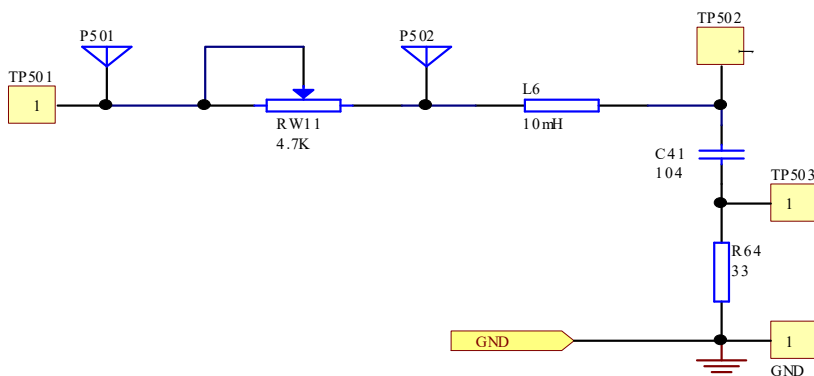 TP502
P501
P502
1
TP501
L6
1
RW11
10mH
4.7K
C41
104
TP503
1
R64
33
GND
1
GND